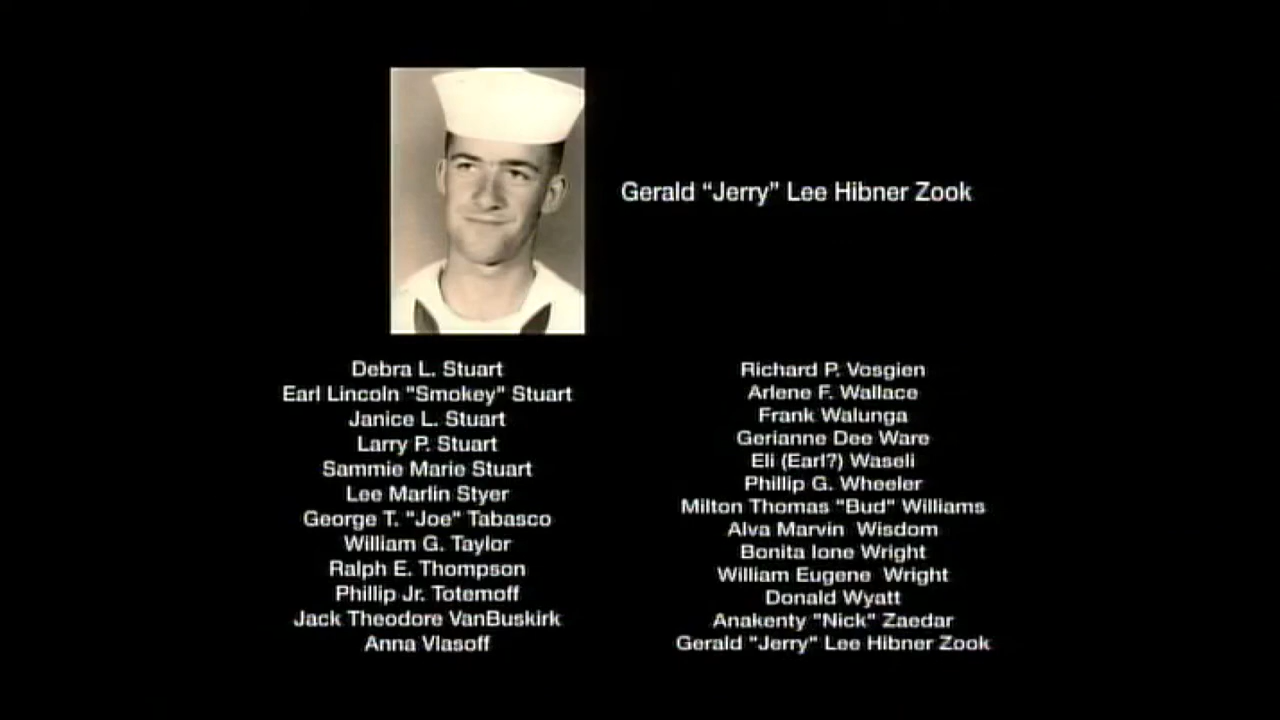 Gerald “Jerry” Lee Hibner Zook
Debra L. Stuart
Earl Lincoln "Smokey" Stuart
Janice L. Stuart
Larry P. Stuart
Sammie Marie Stuart
Lee Marlin Styer
George T. "Joe" Tabasco
William G. Taylor
Ralph E. Thompson
Phillip Jr. Totemoff
Jack Theodore VanBuskirk
Anna Vlasoff
Richard P. Vosgien
Arlene F. Wallace
Frank Walunga
Gerianne Dee Ware
Eli (Earl?) Waseli
Phillip G. Wheeler
Milton Thomas "Bud" Williams
Alva Marvin  Wisdom
Bonita Ione Wright
William Eugene  Wright
Donald Wyatt
Anakenty "Nick" Zaedar
Gerald "Jerry" Lee Hibner Zook